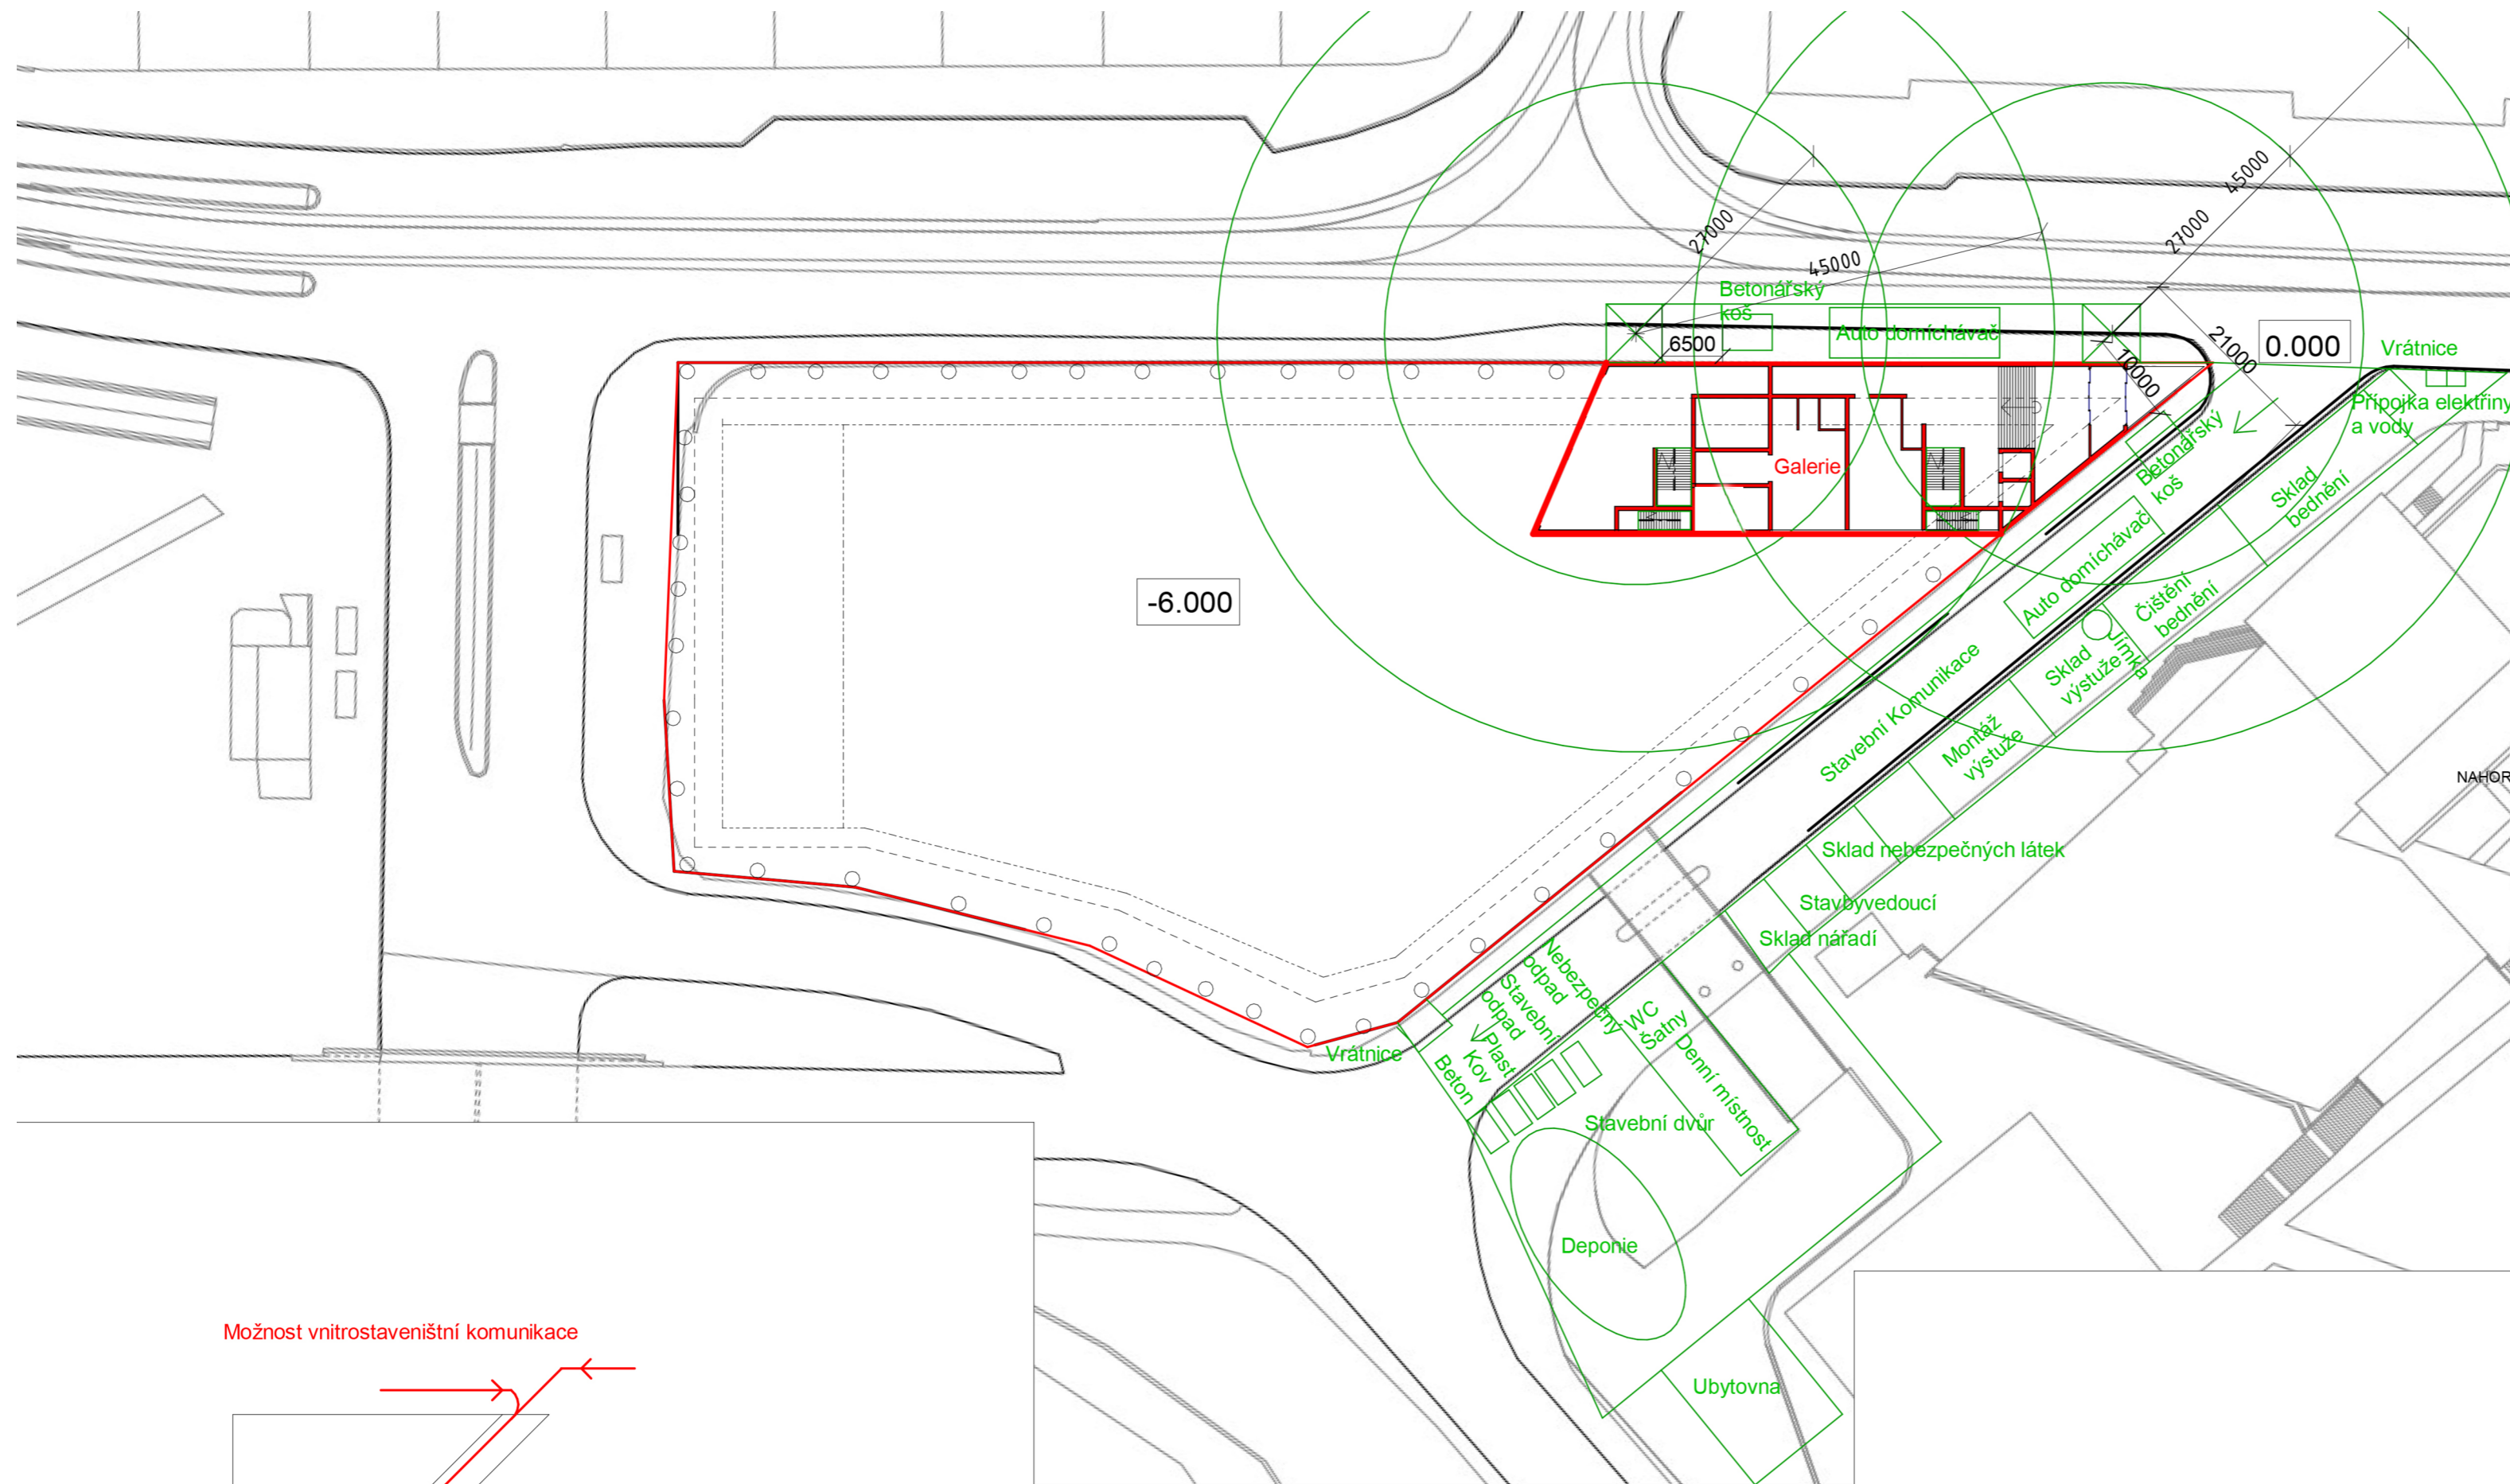 45000
27000
27000
45000
Betonářský
koš
Auto domíchávač
6500
10000
21000
0.000
Vrátnice
Přípojka elektřiny
a vody
Galerie
Betonářský
koš
Sklad
bednění
-6.000
Auto domíchávač
Čištění
bednění
Jímka
Sklad
výstuže
Stavební Komunikace
Montáž
výstuže
NAHOR
Sklad nebezpečných látek
Stavbyvedoucí
Sklad nářadí
Nebezpečný
odpad
Stavební
odpad
Plast
Kov
Beton
WC
Šatny
Denní místnost
Vrátnice
Stavební dvůr
Deponie
Možnost vnitrostaveništní komunikace
Ubytovna